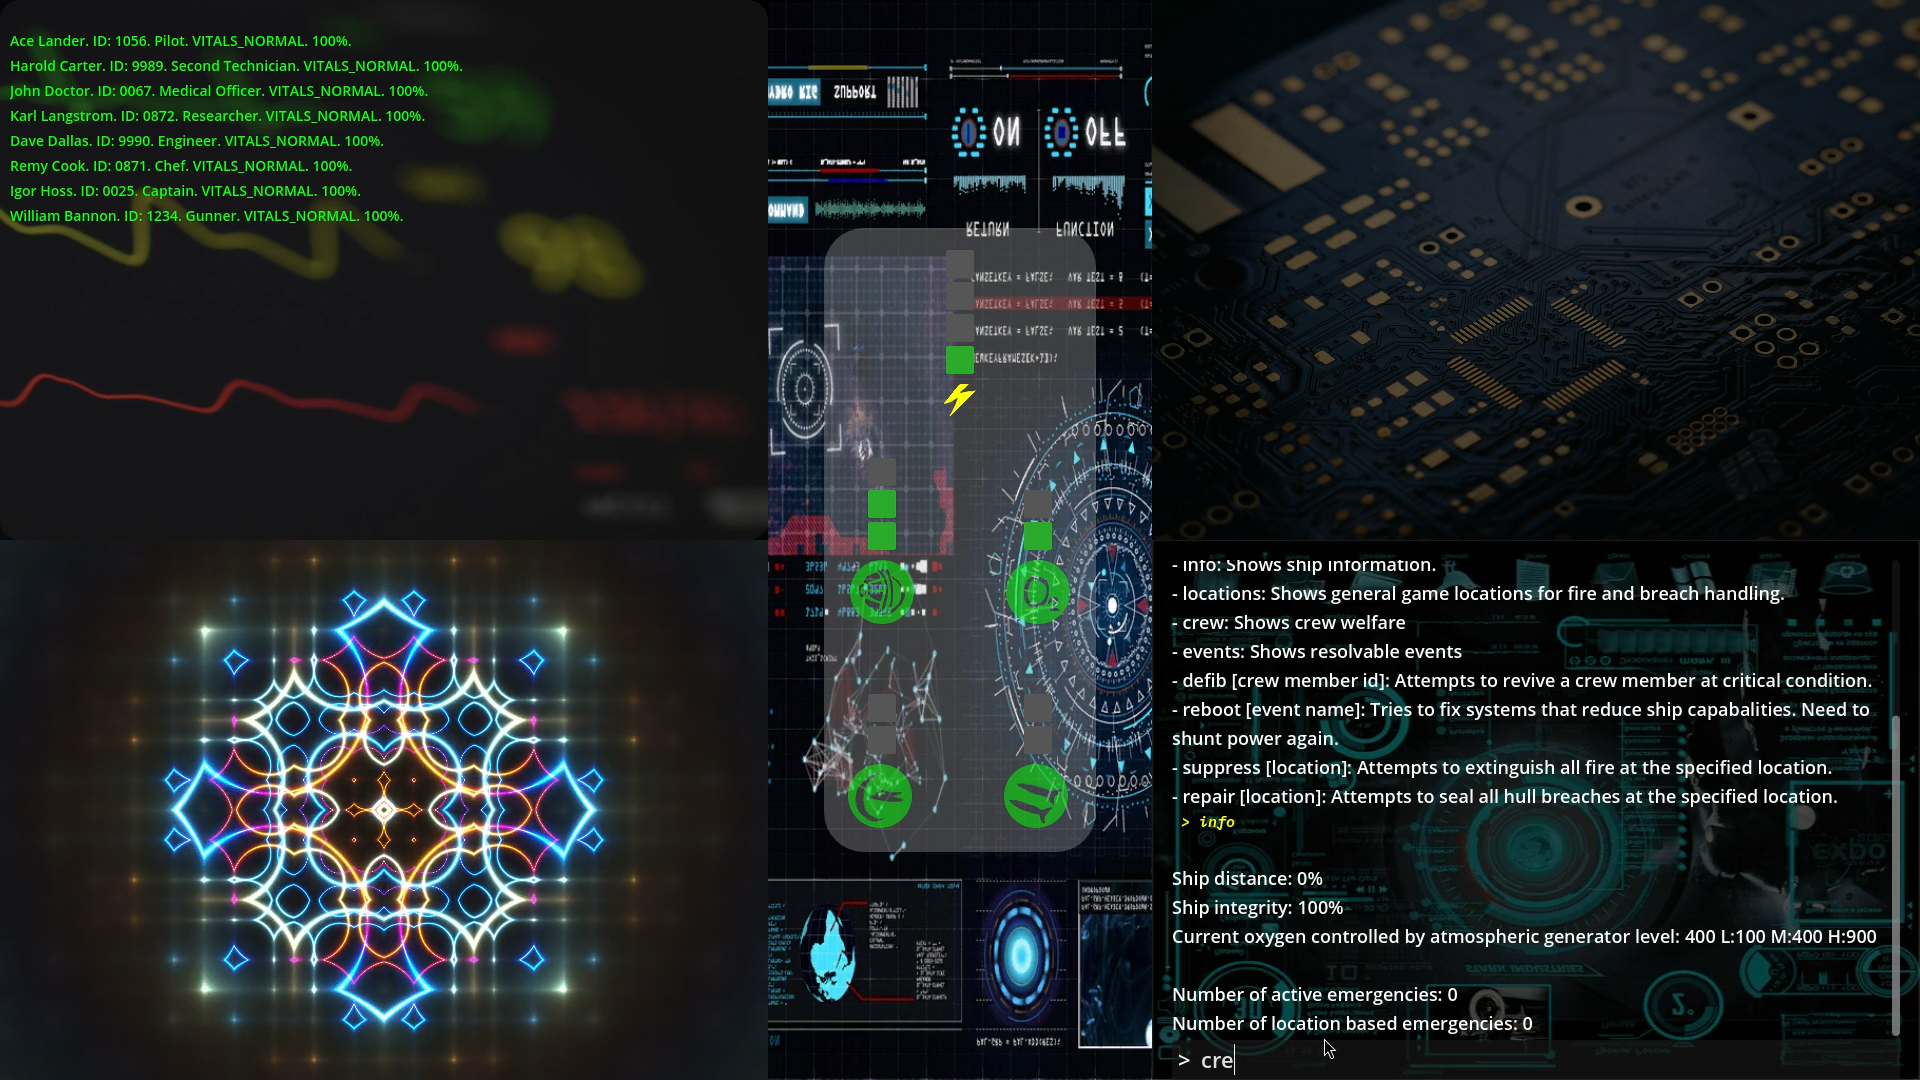 Ace Lander. ID: 1056. Pilot. VITALS_NORMAL. 100%.
Harold Carter. ID: 9989. Second Technician. VITALS_NORMAL. 100%.
John Doctor. ID: 0067. Medical Officer. VITALS_NORMAL. 100%.
Karl Langstrom. ID: 0872. Researcher. VITALS_NORMAL. 100%.
Dave Dallas. ID: 9990. Engineer. VITALS_NORMAL. 100%.
Remy Cook. ID: 0871. Chef. VITALS_NORMAL. 100%.
Igor Hoss. ID: 0025. Captain. VITALS_NORMAL. 100%.
William Bannon. ID: 1234. Gunner. VITALS_NORMAL. 100%.
SUPPORT
ON OFF
RETURN FUNCTION
- info: Shows ship information.
- locations: Shows general game locations for fire and breach handling.
- crew: Shows crew welfare
- events: Shows resolvable events
- defib [crew member id]: Attempts to revive a crew member at critical condition.
- reboot [event name]: Tries to fix systems that reduce ship capabalities. Need to
shunt power again.
- suppress [location]: Attempts to extinguish all fire at the specified location.
- repair [location]: Attempts to seal all hull breaches at the specified location.
> info
Ship distance: 0%
Ship integrity: 100%
Current oxygen controlled by atmospheric generator level: 400 L:100 M:400 H:900
Number of active emergencies: 0
Number of location based emergencies: 0
> cre